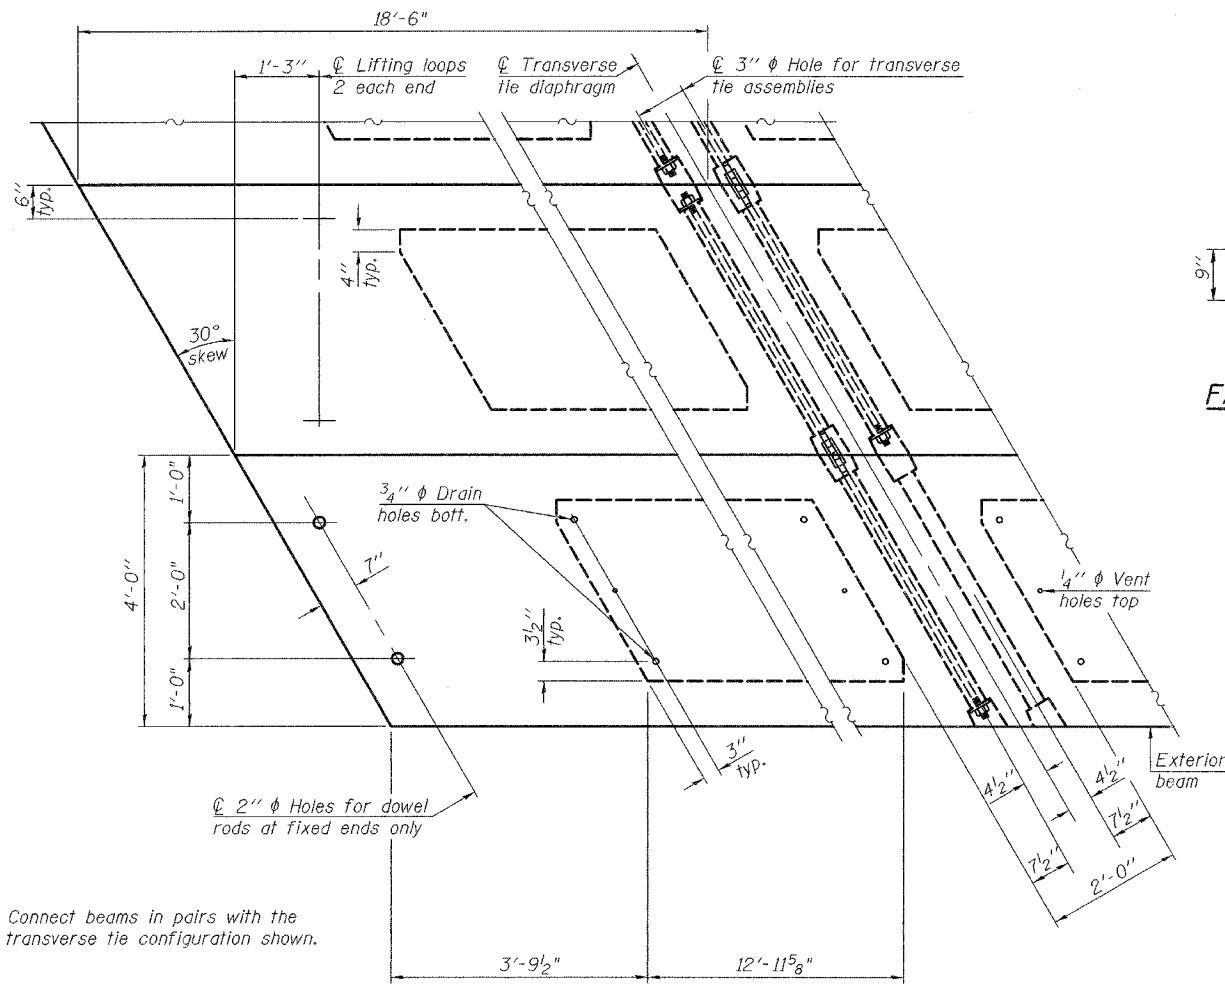 18'-6"
1'-3"
℄ Lifting loops
2 each end
℄ Transverse
tie diaphragm
℄ 3" ϕ Hole for transverse
tie assemblies
6"
typ.
4"
typ.
9"
30°
skew
1'-0"
2'-0"
1'-0"
4'-0"
7"
3/4" ϕ Drain
holes bott.
3 1/2"
typ.
1/4" ϕ Vent
holes top
3"
typ.
Exterior
beam
4 1/2"
7 1/2"
4 1/2"
7 1/2"
2'-0"
℄ 2" ϕ Holes for dowel
rods at fixed ends only
Connect beams in pairs with the
transverse tie configuration shown.
3'-9 1/2"
12'-11 5/8"